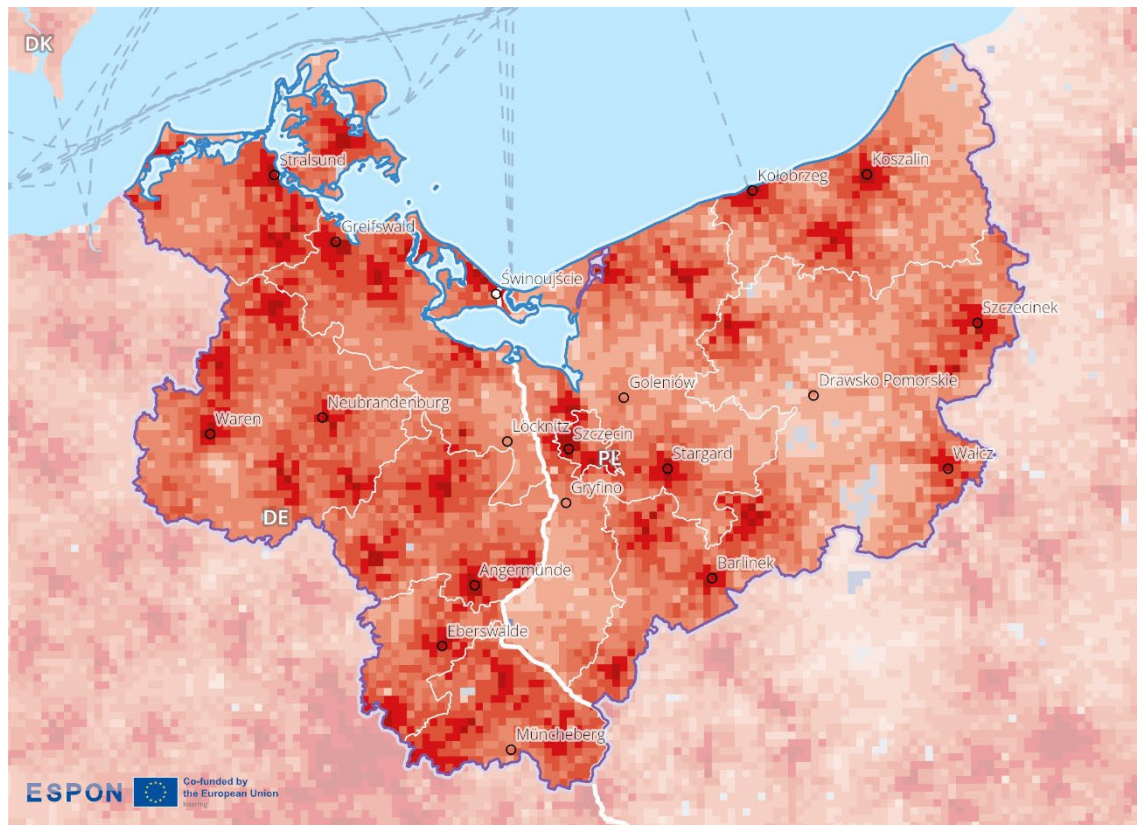 DK
Stralsund
Koszalin
Kołobrzeg
Greifswald
Świnoujście
Szczecinek
Goleniów
Drawsko Pomorskie
Waren
Neubrandenburg
Löcknitz
Szczecin
PL
Stargard
Wałcz
Gryfino
DE
Angermünde
Barlinek
Eberswalde
Müncheberg
ESPON
Co-funded by
the European Union
Interreg